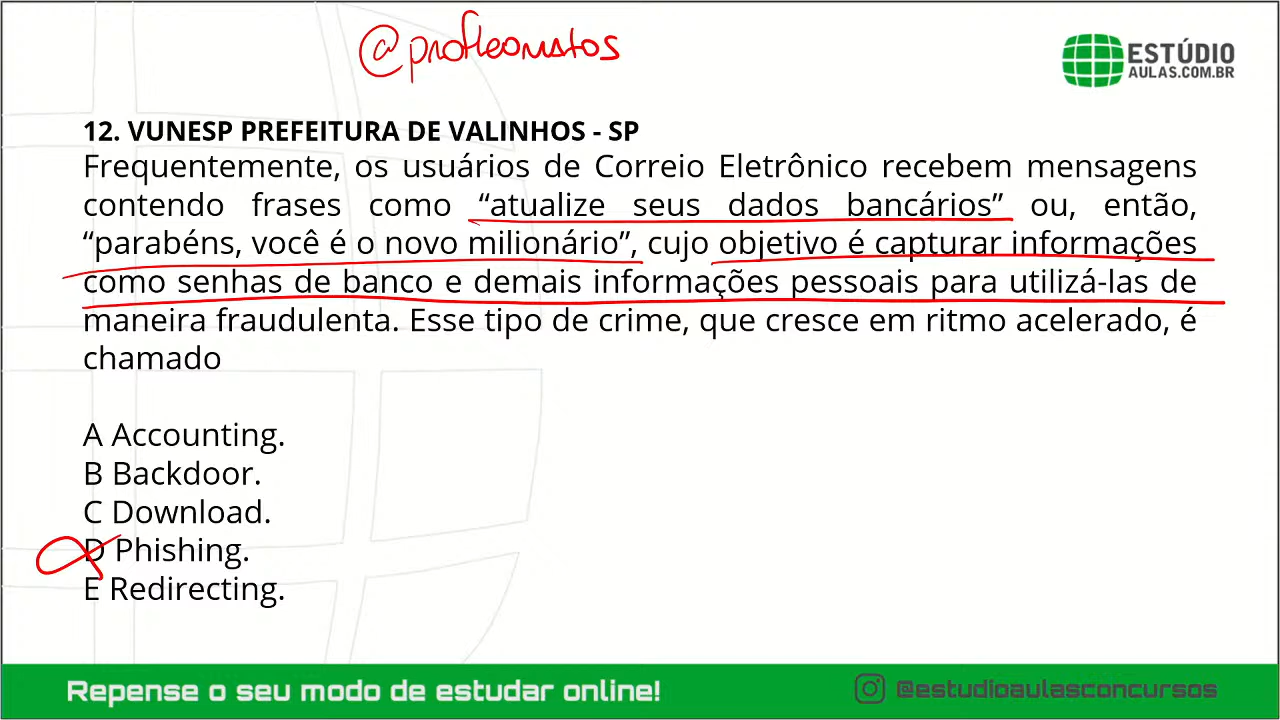 @profleomatos
ESTÚDIO
AULAS.COM.BR
12. VUNESP PREFEITURA DE VALINHOS - SP
Frequentemente, os usuários de Correio Eletrônico recebem mensagens
contendo frases como “atualize seus dados bancários” ou, então,
“parabéns, você é o novo milionário”, cujo objetivo é capturar informações
como senhas de banco e demais informações pessoais para utilizá-las de
maneira fraudulenta. Esse tipo de crime, que cresce em ritmo acelerado, é
chamado
A Accounting.
B Backdoor.
C Download.
D Phishing.
E Redirecting.
Repense o seu modo de estudar online!
@estudioaulasconcursos